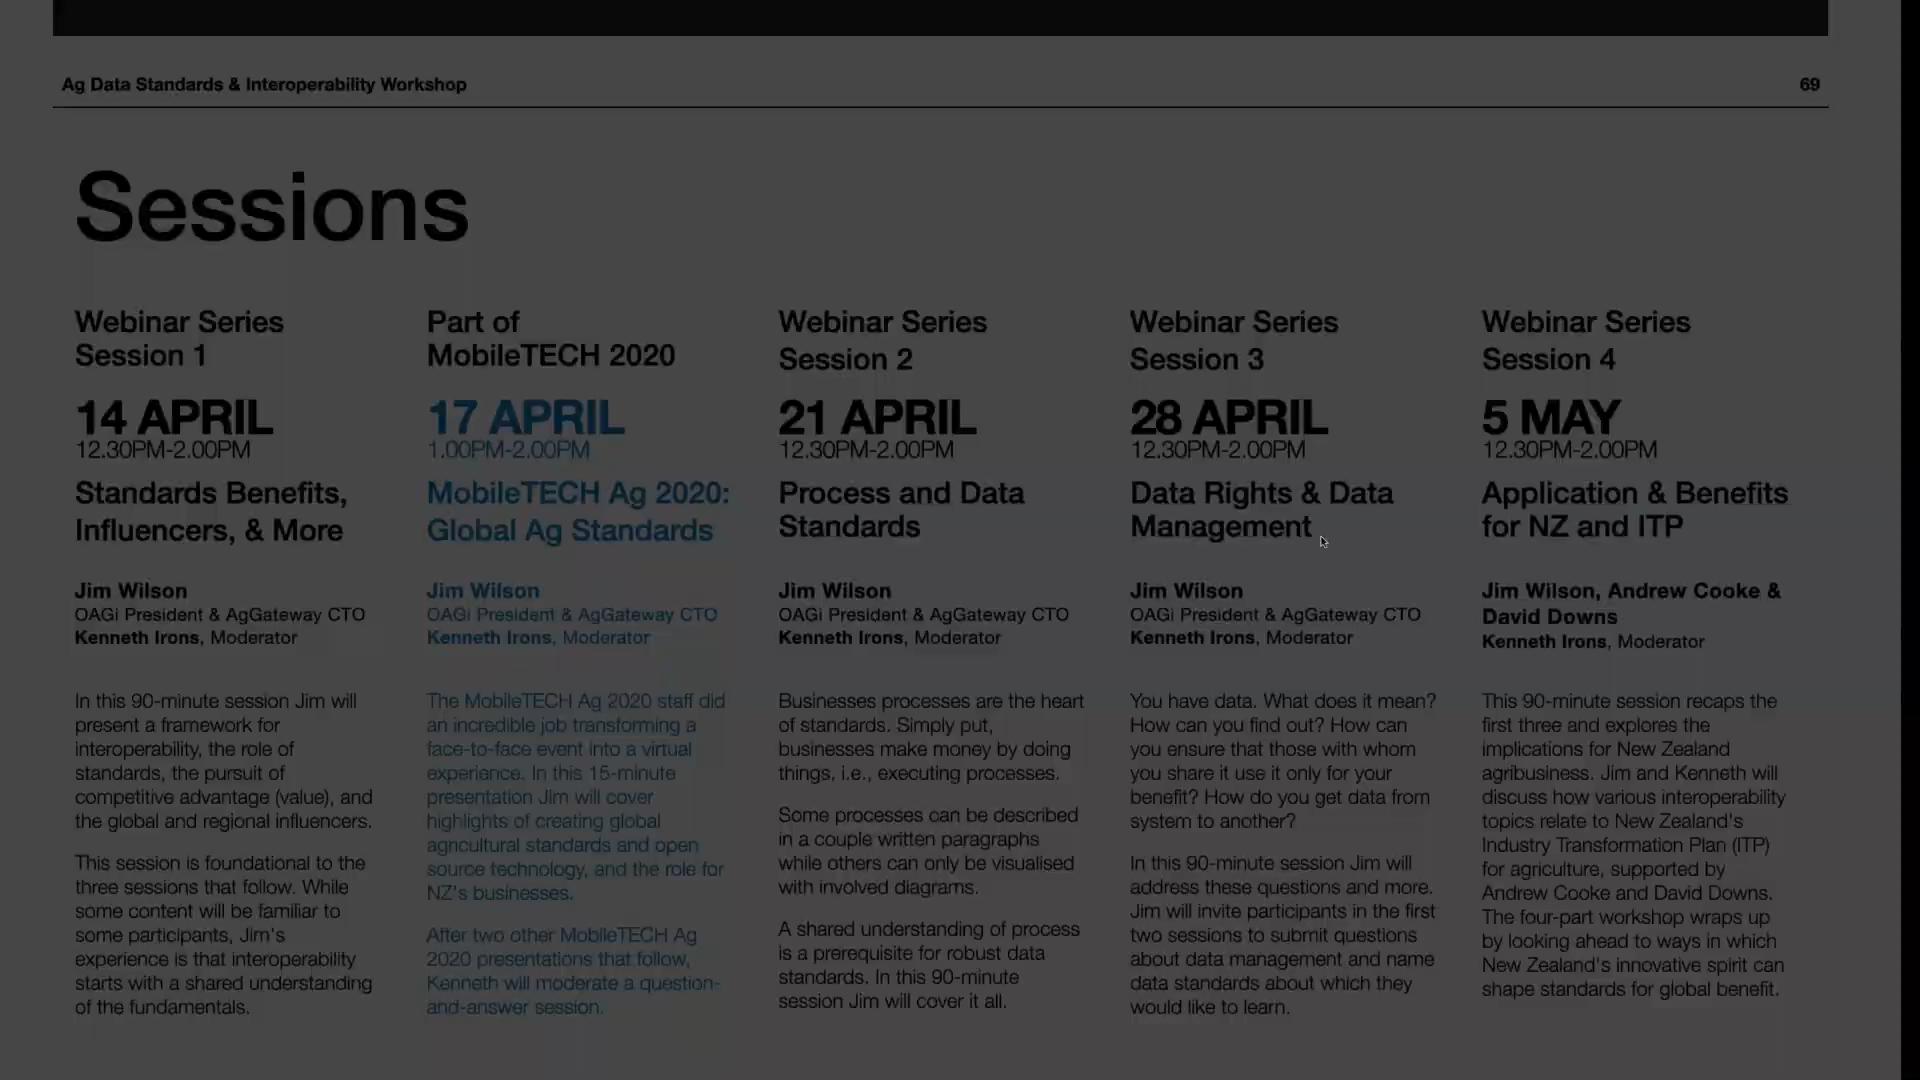 Ag Data Standards & Interoperability Workshop
69
Sessions
Webinar Series
Session 1
14 APRIL
12.30PM-2.00PM
Standards Benefits,
Influencers, & More
Jim Wilson
OAGi President & AgGateway CTO
Kenneth Irons, Moderator
In this 90-minute session Jim will
present a framework for
interoperability, the role of
standards, the pursuit of
competitive advantage (value), and
the global and regional influencers.
This session is foundational to the
three sessions that follow. While
some content will be familiar to
some participants, Jim's
experience is that interoperability
starts with a shared understanding
of the fundamentals.
Part of
MobileTECH 2020
17 APRIL
1.00PM-2.00PM
MobileTECH Ag 2020:
Global Ag Standards
Jim Wilson
OAGi President & AgGateway CTO
Kenneth Irons, Moderator
The MobileTECH Ag 2020 staff did
an incredible job transforming a
face-to-face event into a virtual
experience. In this 15-minute
presentation Jim will cover
highlights of creating global
agricultural standards and open
source technology, and the role for
NZ's businesses.
After two other MobileTECH Ag
2020 presentations that follow,
Kenneth will moderate a question-
and-answer session.
Webinar Series
Session 2
21 APRIL
12.30PM-2.00PM
Process and Data
Standards
Jim Wilson
OAGi President & AgGateway CTO
Kenneth Irons, Moderator
Businesses processes are the heart
of standards. Simply put,
businesses make money by doing
things, i.e., executing processes.
Some processes can be described
in a couple written paragraphs
while others can only be visualised
with involved diagrams.
A shared understanding of process
is a prerequisite for robust data
standards. In this 90-minute
session Jim will cover it all.
Webinar Series
Session 3
28 APRIL
12.30PM-2.00PM
Data Rights & Data
Management
Jim Wilson
OAGi President & AgGateway CTO
Kenneth Irons, Moderator
You have data. What does it mean?
How can you find out? How can
you ensure that those with whom
you share it use it only for your
benefit? How do you get data from
system to another?
In this 90-minute session Jim will
address these questions and more.
Jim will invite participants in the first
two sessions to submit questions
about data management and name
data standards about which they
would like to learn.
Webinar Series
Session 4
5 MAY
12.30PM-2.00PM
Application & Benefits
for NZ and ITP
Jim Wilson, Andrew Cooke &
David Downs
Kenneth Irons, Moderator
This 90-minute session recaps the
first three and explores the
implications for New Zealand
agribusiness. Jim and Kenneth will
discuss how various interoperability
topics relate to New Zealand's
Industry Transformation Plan (ITP)
for agriculture, supported by
Andrew Cooke and David Downs.
The four-part workshop wraps up
by looking ahead to ways in which
New Zealand's innovative spirit can
shape standards for global benefit.